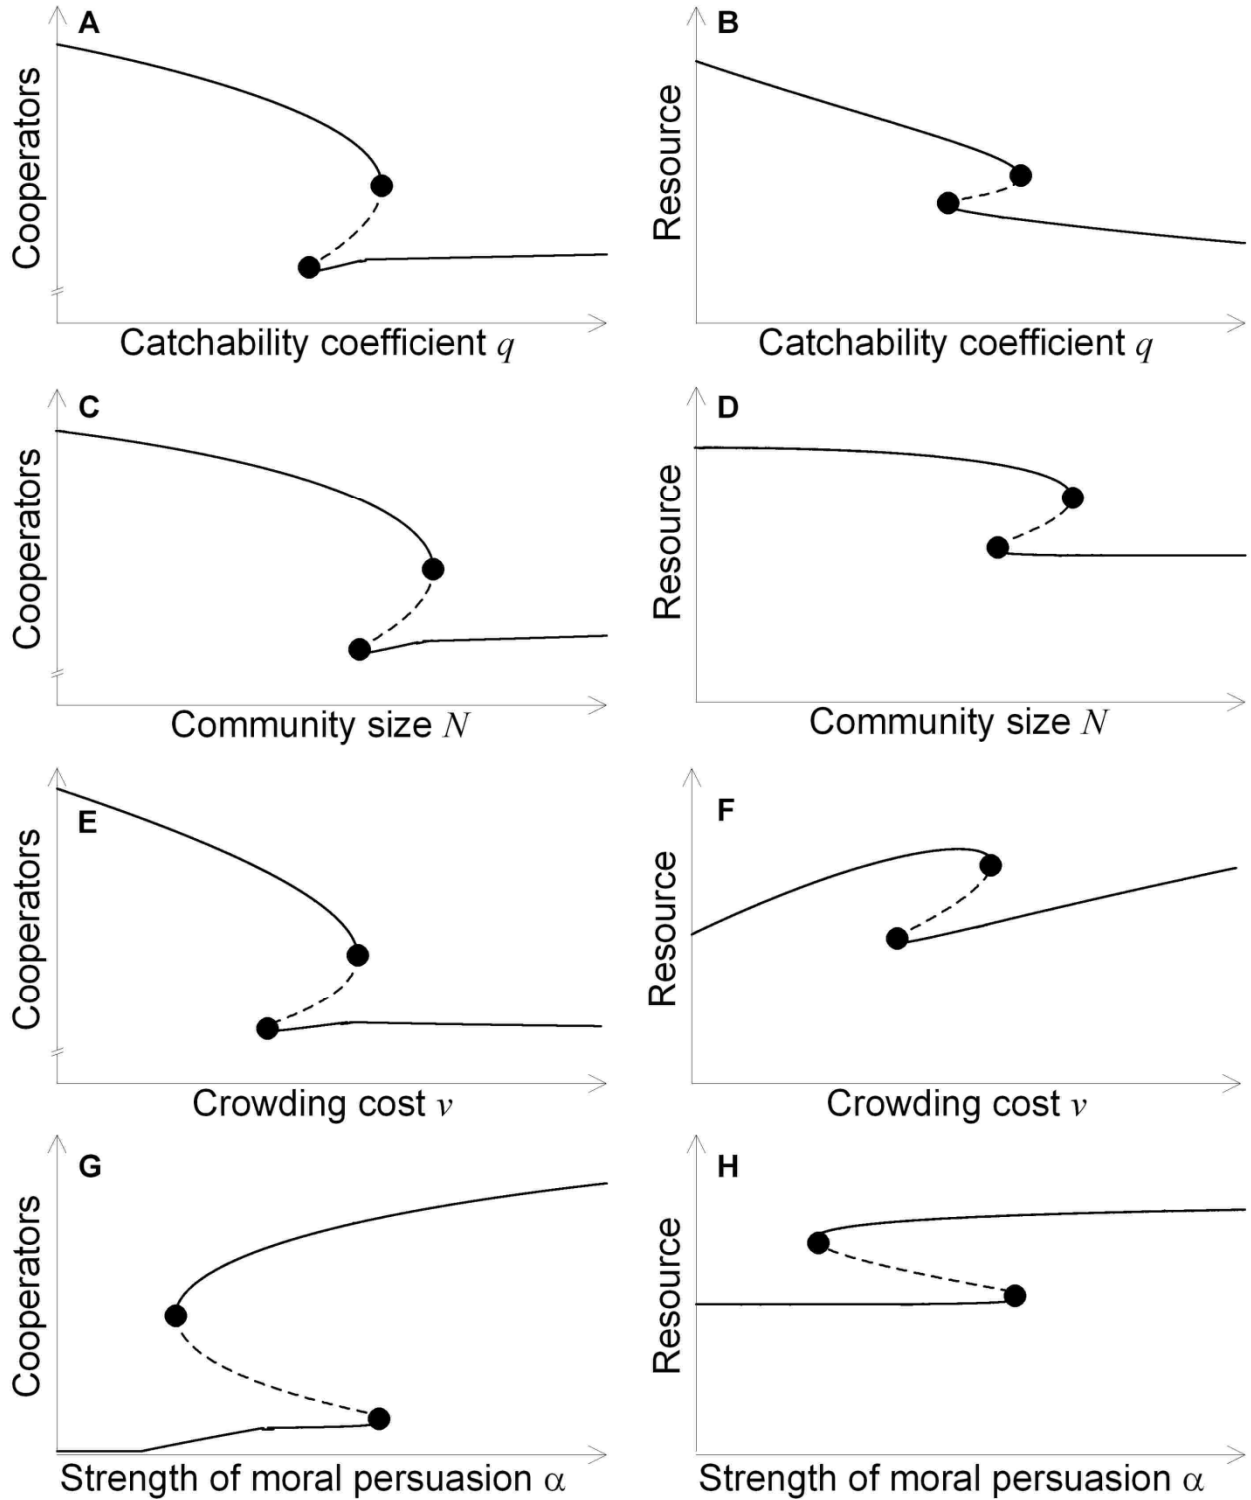 A
Cooperators
Catchability coefficient q
B
Resource
Catchability coefficient q
C
Cooperators
Community size N
D
Resource
Community size N
E
Cooperators
Crowding cost v
F
Resource
Crowding cost v
G
Cooperators
Strength of moral persuasion α
H
Resource
Strength of moral persuasion α